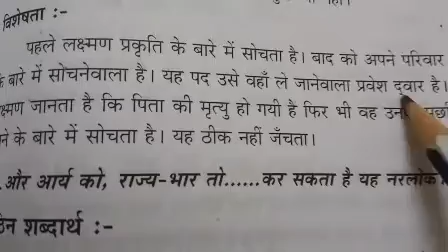 विशेषता :-
पहले लक्ष्मण प्रकृति के बारे में सोचता है। बाद को अपने परिवार
के बारे में सोचनेवाला है। यह पद उसे वहाँ ले जानेवाला प्रवेश द्वार है।
जानता है कि पिता की मृत्यु हो गयी है फिर भी वह
के बारे में सोचता है। यह ठीक नहीं जँचता।
और आर्य को, राज्य-भार तो......कर सकता है यह नरलोक
शब्दार्थ :-